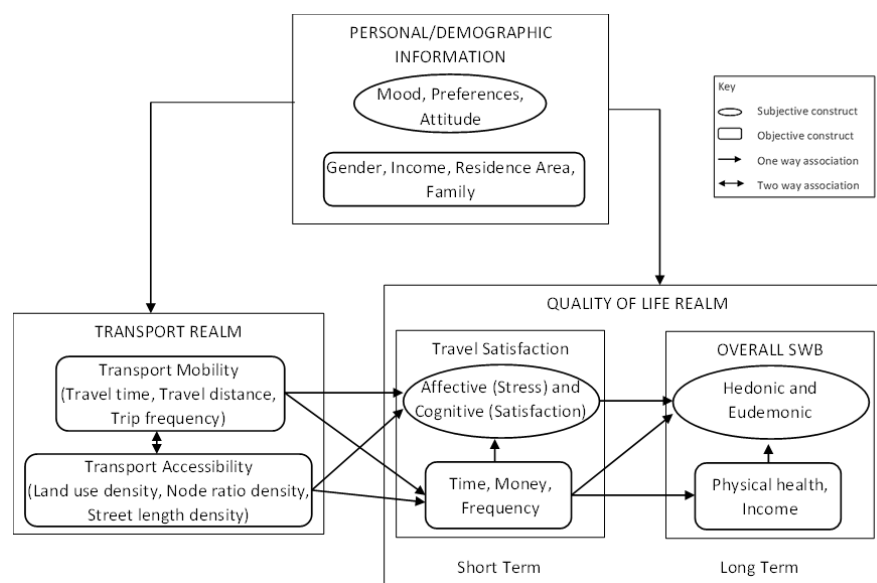 PERSONAL/DEMOGRAPHIC
INFORMATION
Mood, Preferences,
Attitude
Gender, Income, Residence Area,
Family
Key
Subjective construct
Objective construct
One way association
Two way association
TRANSPORT REALM
Transport Mobility
(Travel time, Travel distance,
Trip frequency)
Transport Accessibility
(Land use density, Node ratio density,
Street length density)
QUALITY OF LIFE REALM
Travel Satisfaction
Affective (Stress) and
Cognitive (Satisfaction)
Time, Money,
Frequency
Short Term
OVERALL SWB
Hedonic and
Eudemonic
Physical health,
Income
Long Term